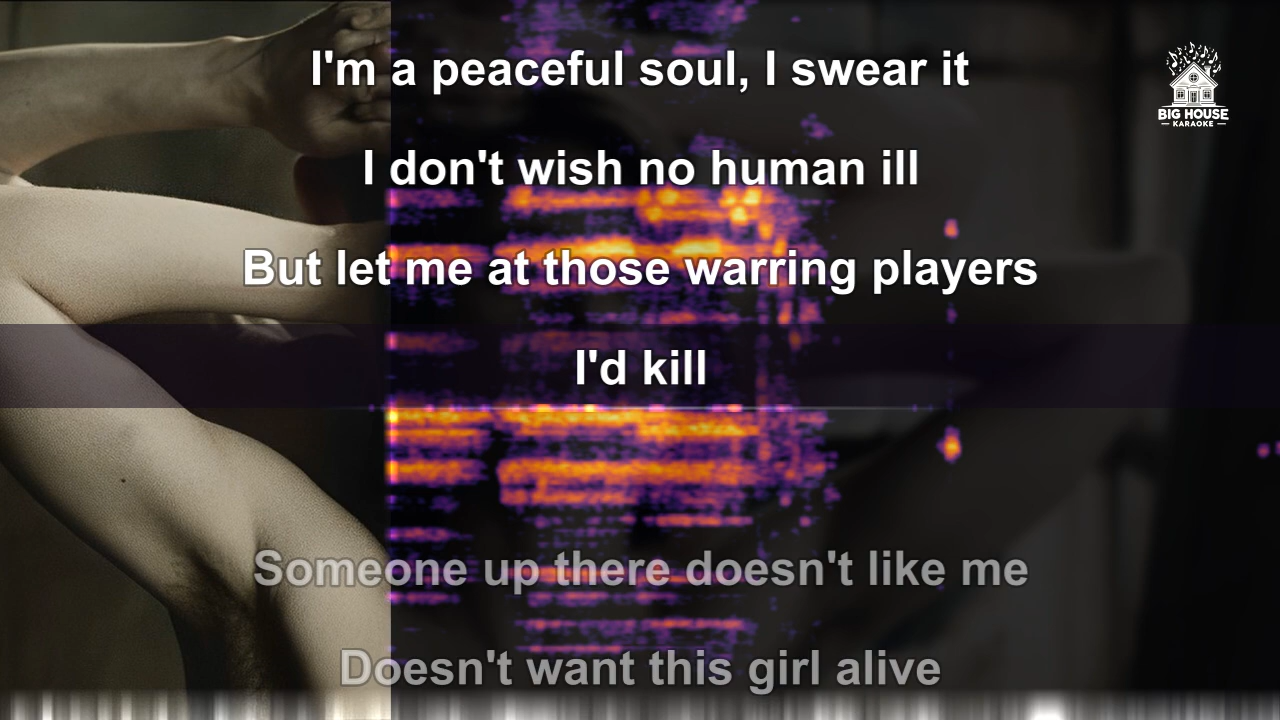 I'm a peaceful soul, I swear it
I don't wish no human ill
But let me at those warring players
I'd kill
Someone up there doesn't like me
Doesn't want this girl alive
BIG HOUSE
KARAOKE